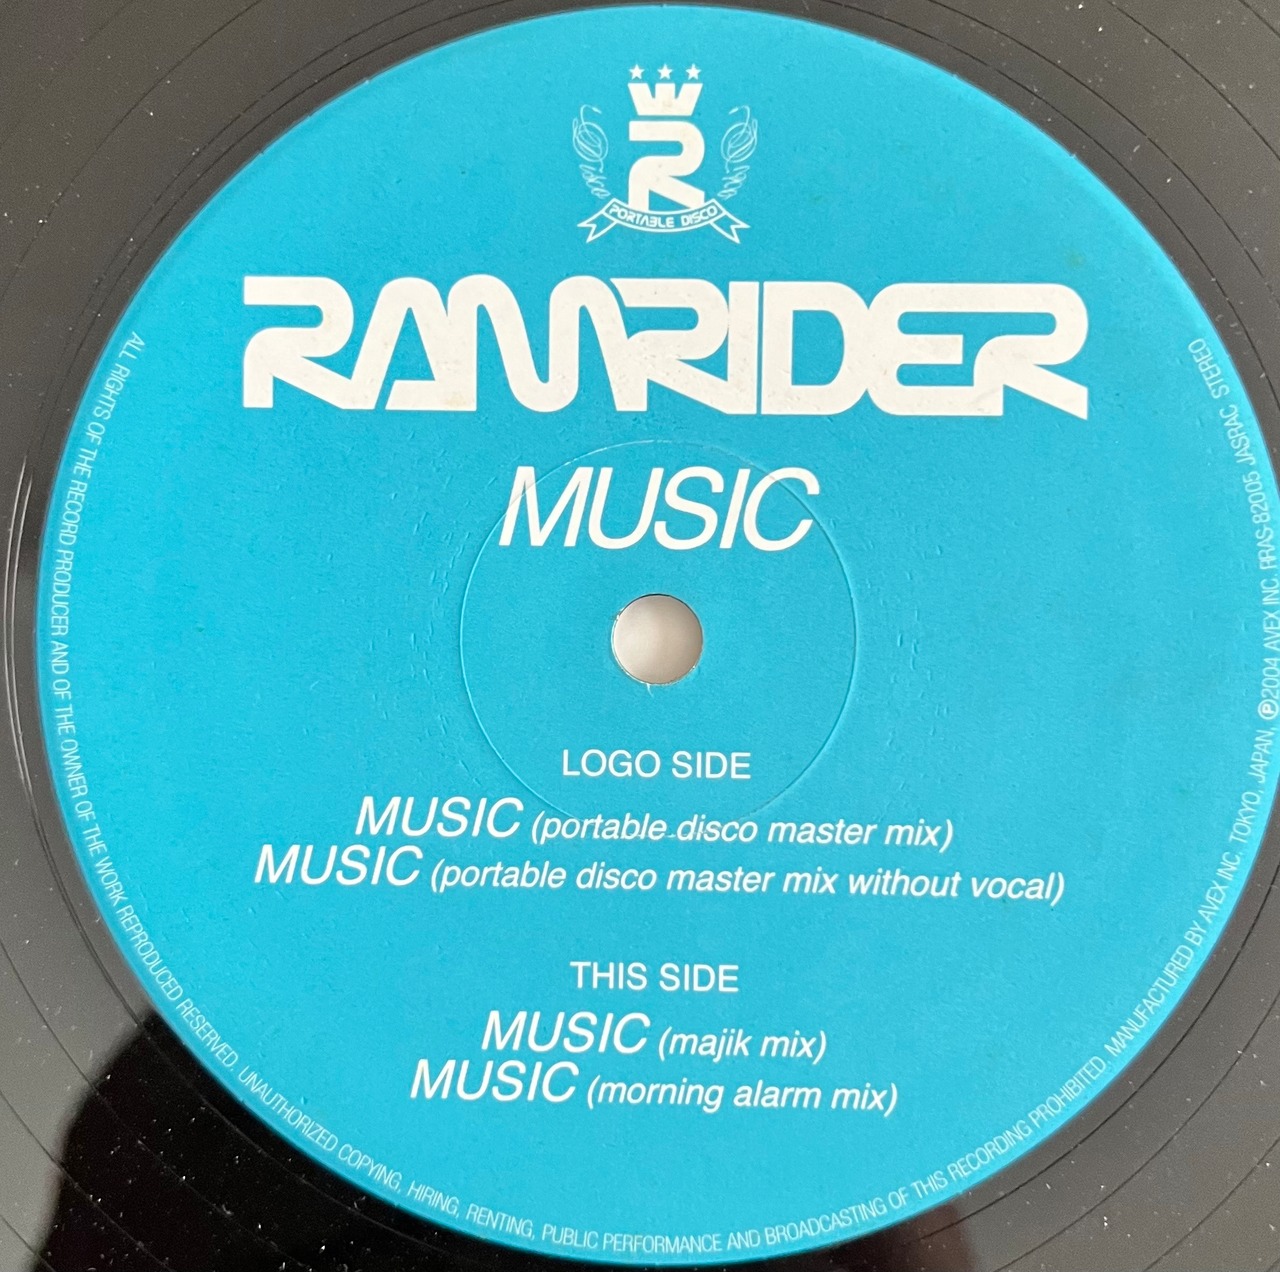 PORTABLE DISCO
RAMRIDER
MUSIC
LOGO SIDE
MUSIC (portable disco master mix)
MUSIC (portable disco master mix without vocal)
THIS SIDE
MUSIC (majik mix)
MUSIC (morning alarm mix)
ALL RIGHTS OF THE RECORD PRODUCER AND OF THE OWNER OF THE WORK REPRODUCED RESERVED. UNAUTHORIZED COPYING, HIRING, RENTING, PUBLIC PERFORMANCE AND BROADCASTING OF THIS RECORDING PROHIBITED. MANUFACTURED BY AVEX INC. TOKYO, JAPAN. ℗2004 AVEX INC. RRAS-82005 JASRAC STEREO